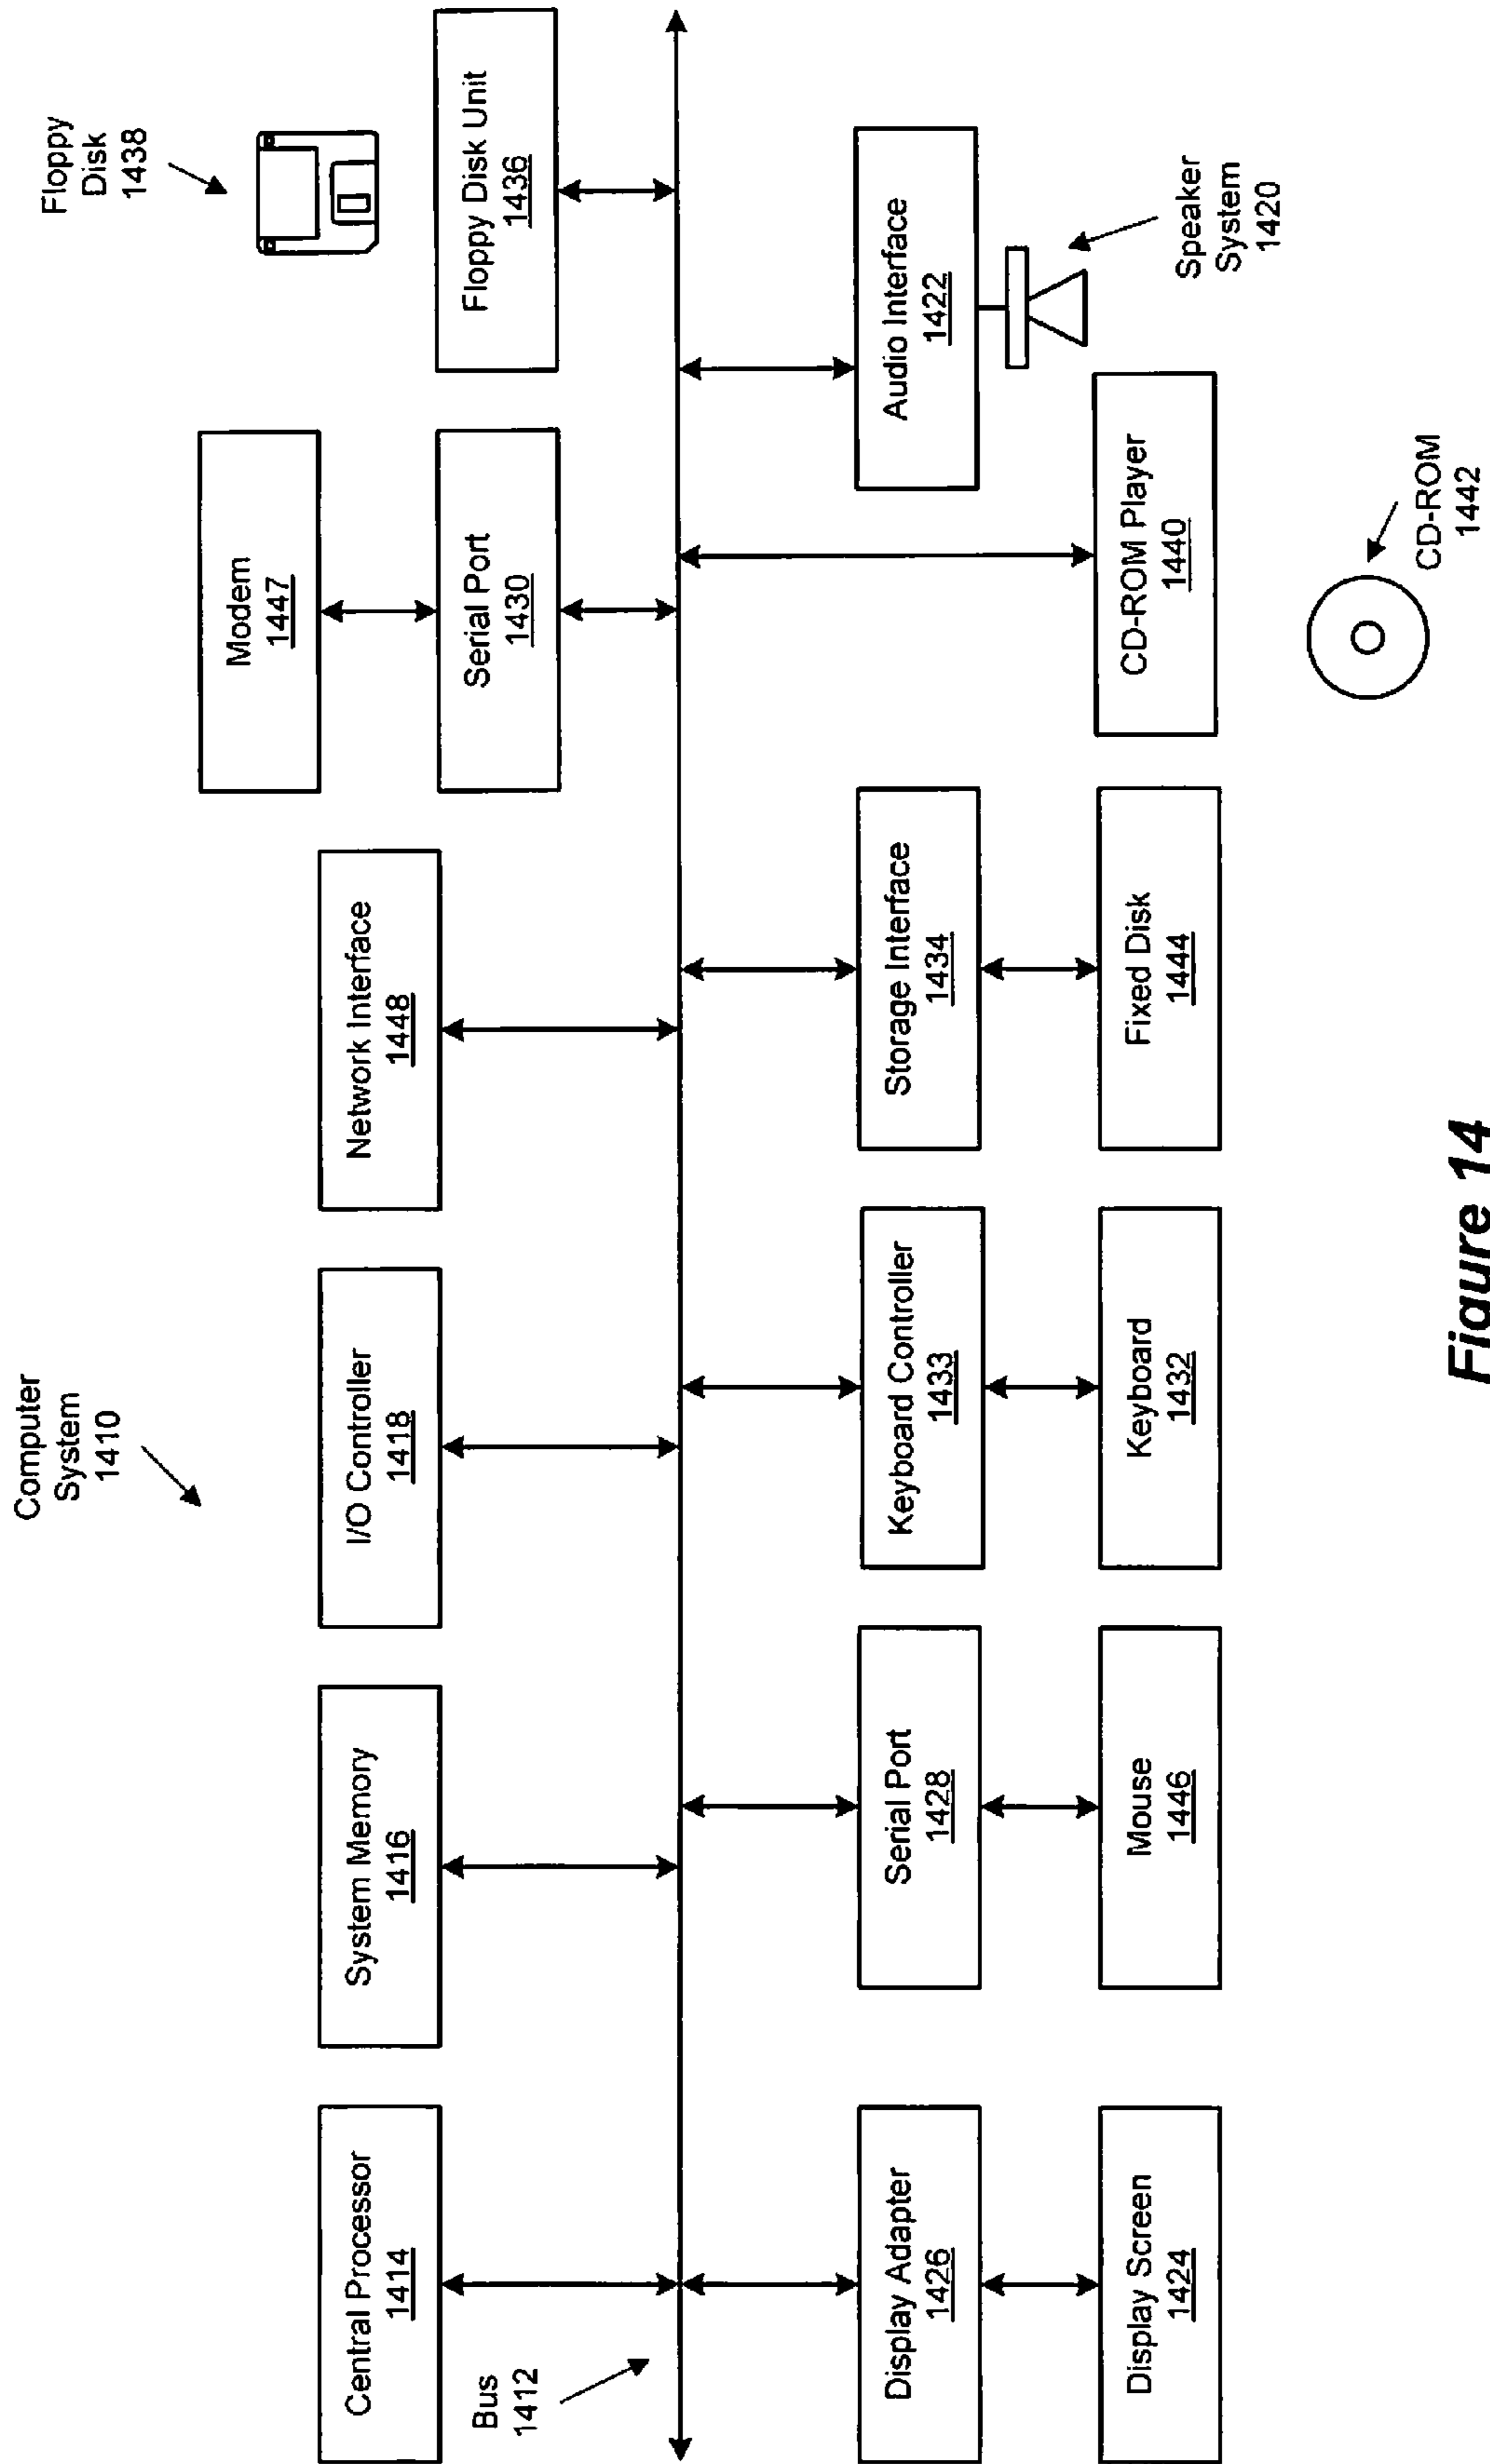 Computer
System
1410
Floppy
Disk
1438
Modem
1447
Central Processor
1414
System Memory
1416
I/O Controller
1418
Network Interface
1448
Serial Port
1430
Floppy Disk Unit
1436
Bus
1412
Display Adapter
1426
Serial Port
1428
Keyboard Controller
1433
Storage Interface
1434
Audio Interface
1422
Display Screen
1424
Mouse
1446
Keyboard
1432
Fixed Disk
1444
CD-ROM Player
1440
Speaker
System
1420
CD-ROM
1442
Figure 14